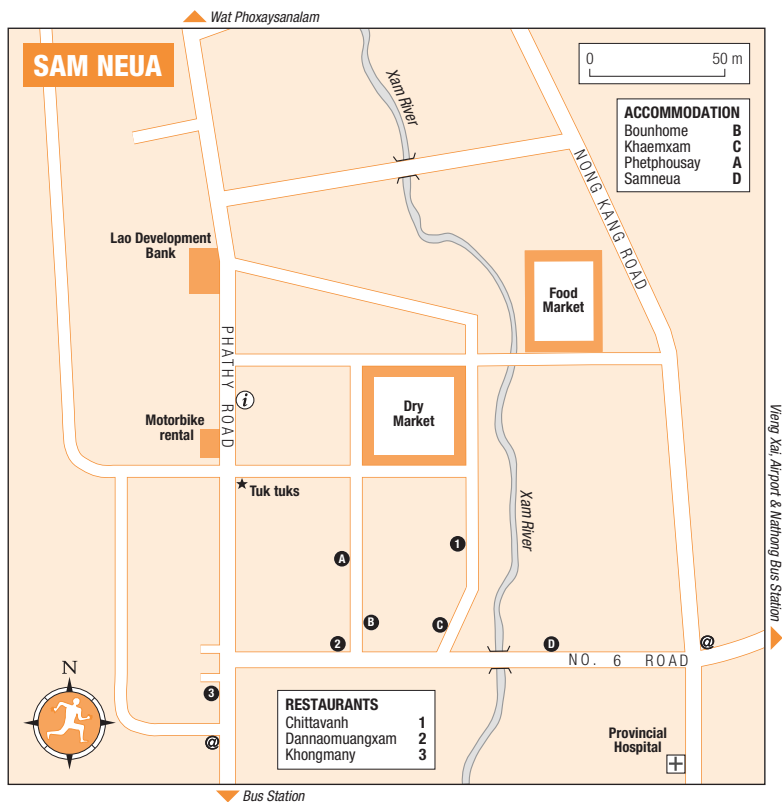 Wat Phoxaysanalam
SAM NEUA
0 50 m
ACCOMMODATION
Bounhome B
Khaemxam C
Phetphousay A
Samneua D
Xam River
NONG KANG ROAD
Lao Development
Bank
Food
Market
PHATHY ROAD
i
Dry
Market
Motorbike
rental
Tuk tuks
Vieng Xai, Airport & Nathong Bus Station
Xam River
1
A
B
C
2
D
@
NO. 6 ROAD
N
3
RESTAURANTS
Chittavanh 1
Dannaomuangxam 2
Khongmany 3
@
Provincial
Hospital
Bus Station